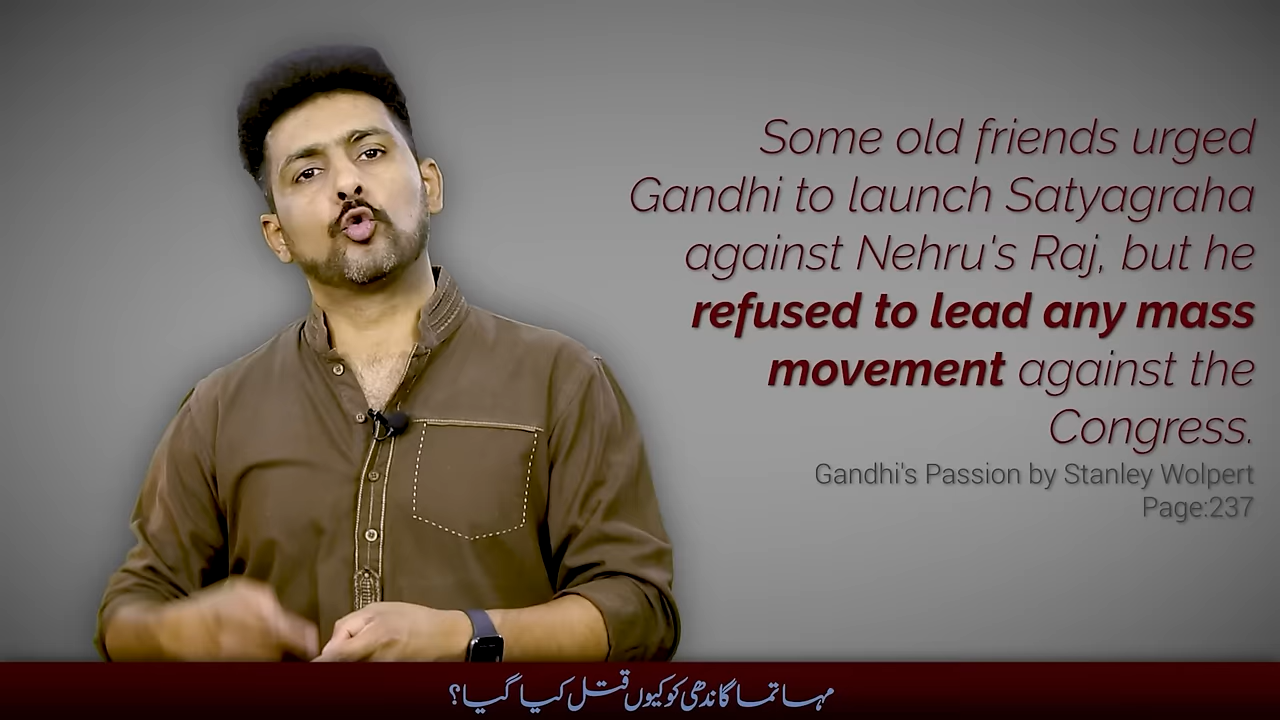 Some old friends urged
Gandhi to launch Satyagraha
against Nehru's Raj, but he
refused to lead any mass
movement against the
Congress.
Gandhi's Passion by Stanley Wolpert
Page:237
مہاتما گاندھی کو کیوں قتل کیا گیا؟